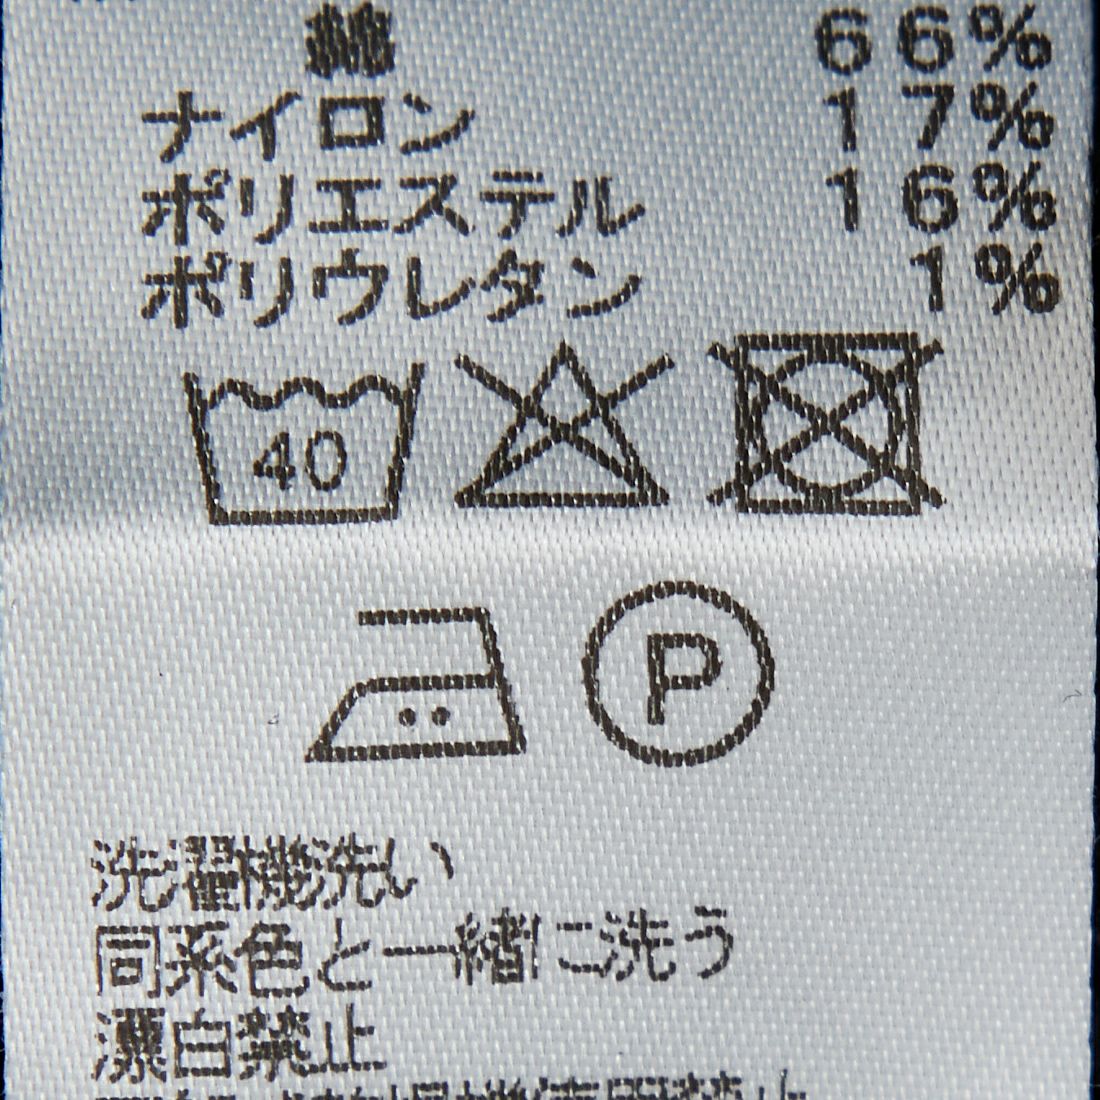 綿 66%
ナイロン 17%
ポリエステル 16%
ポリウレタン 1%
40
P
洗濯機洗い
同系色と一緒に洗う
漂白禁止